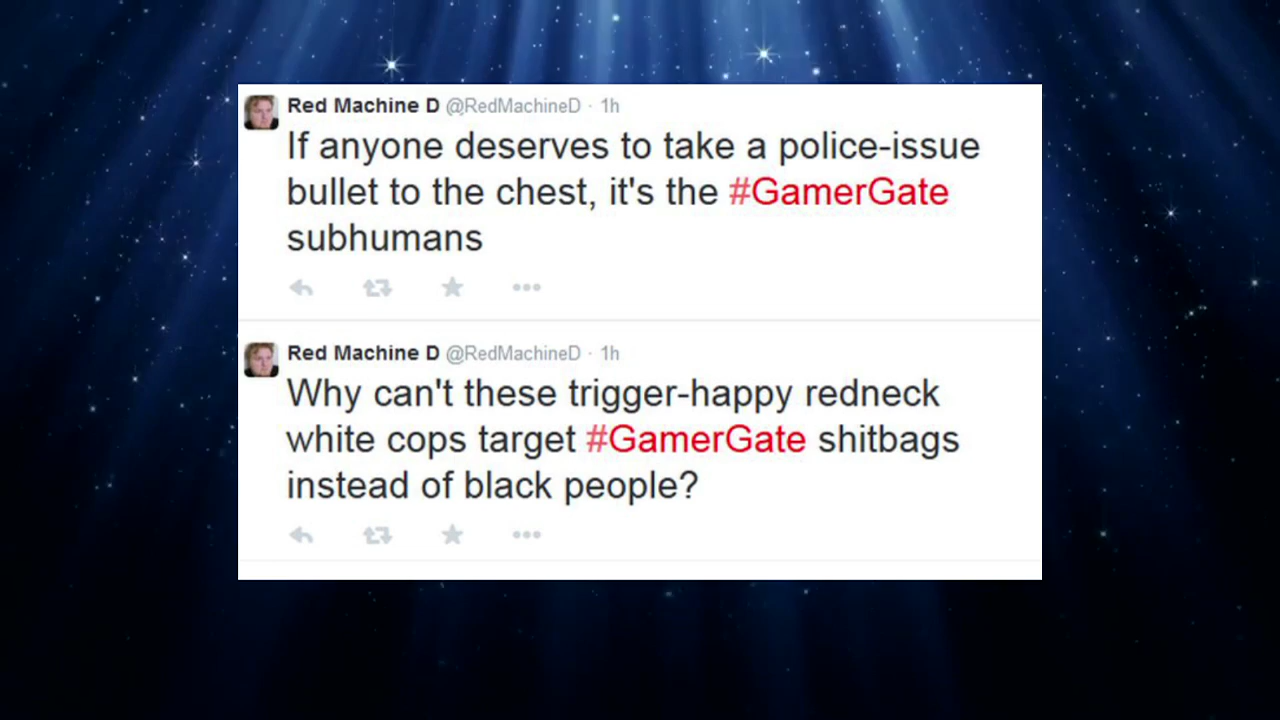 Red Machine D @RedMachineD · 1h
If anyone deserves to take a police-issue
bullet to the chest, it's the #GamerGate
subhumans
Red Machine D @RedMachineD · 1h
Why can't these trigger-happy redneck
white cops target #GamerGate shitbags
instead of black people?